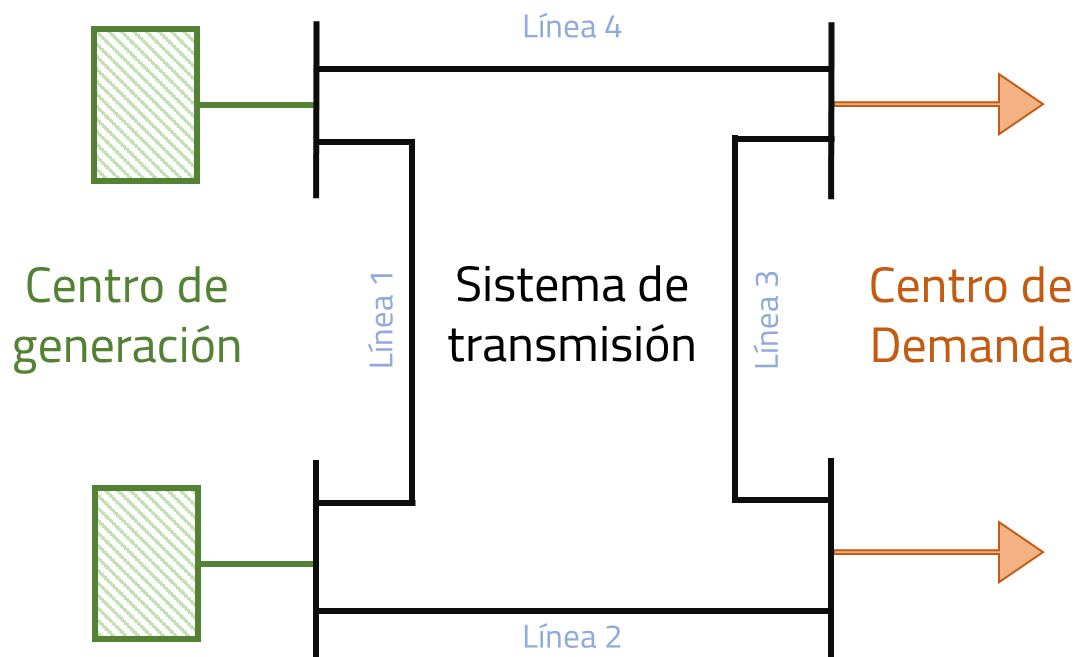 Línea 4
Centro de
generación
Línea 1
Sistema de
transmisión
Línea 3
Centro de
Demanda
Línea 2